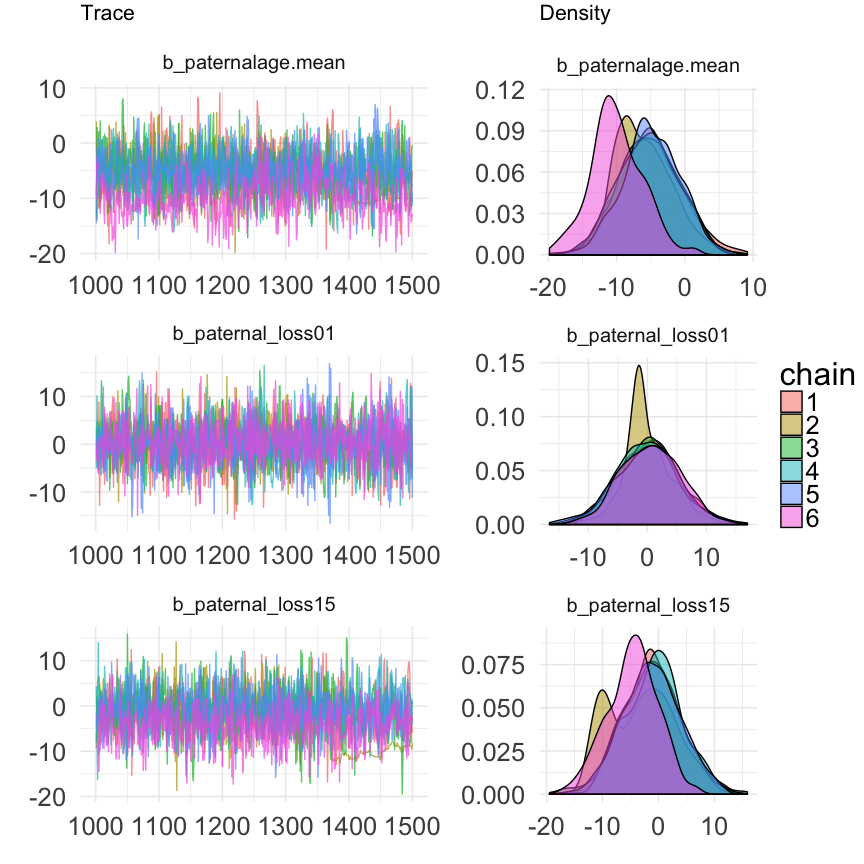 Trace
Density
b_paternalage.mean
10
0
-10
-20
1000 1100 1200 1300 1400 1500
b_paternalage.mean
0.12
0.09
0.06
0.03
0.00
-20 -10 0 10
b_paternal_loss01
10
0
-10
1000 1100 1200 1300 1400 1500
b_paternal_loss01
0.15
0.10
0.05
0.00
-10 0 10
b_paternal_loss15
10
0
-10
-20
1000 1100 1200 1300 1400 1500
b_paternal_loss15
0.075
0.050
0.025
0.000
-20 -10 0 10
chain
1
2
3
4
5
6